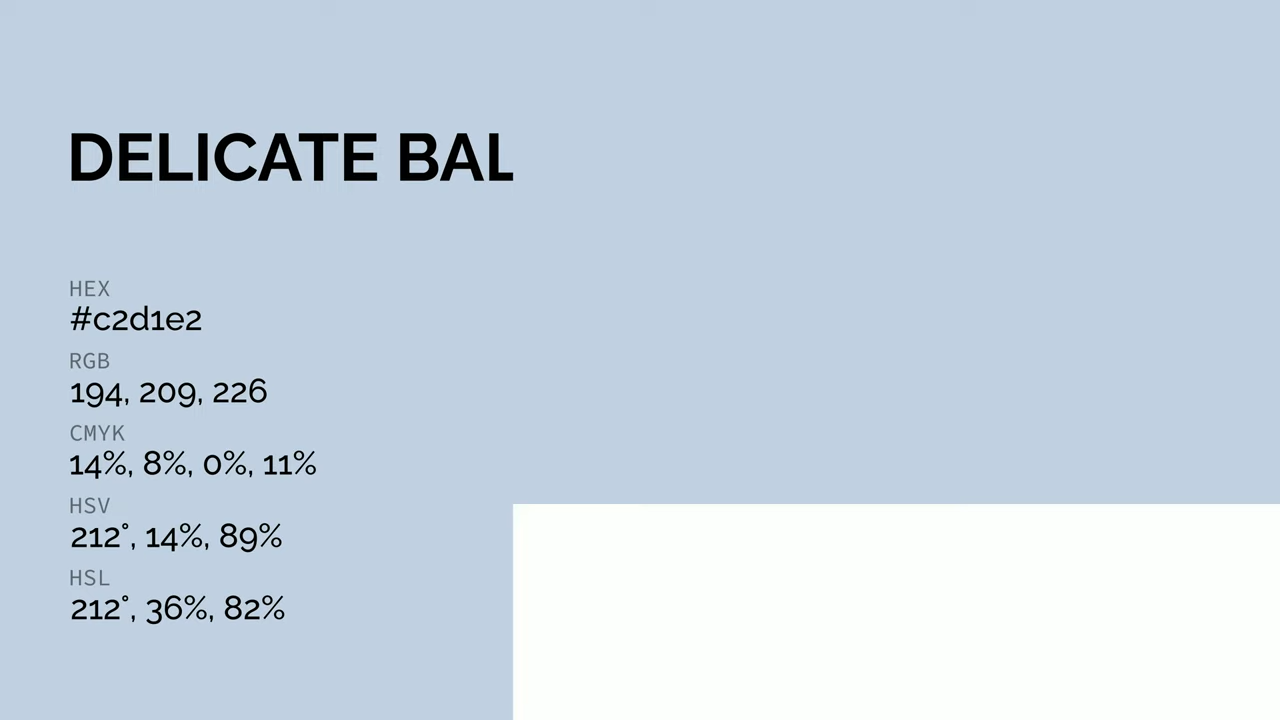 DELICATE BAL
HEX
#c2d1e2
RGB
194, 209, 226
CMYK
14%, 8%, 0%, 11%
HSV
212°, 14%, 89%
HSL
212°, 36%, 82%